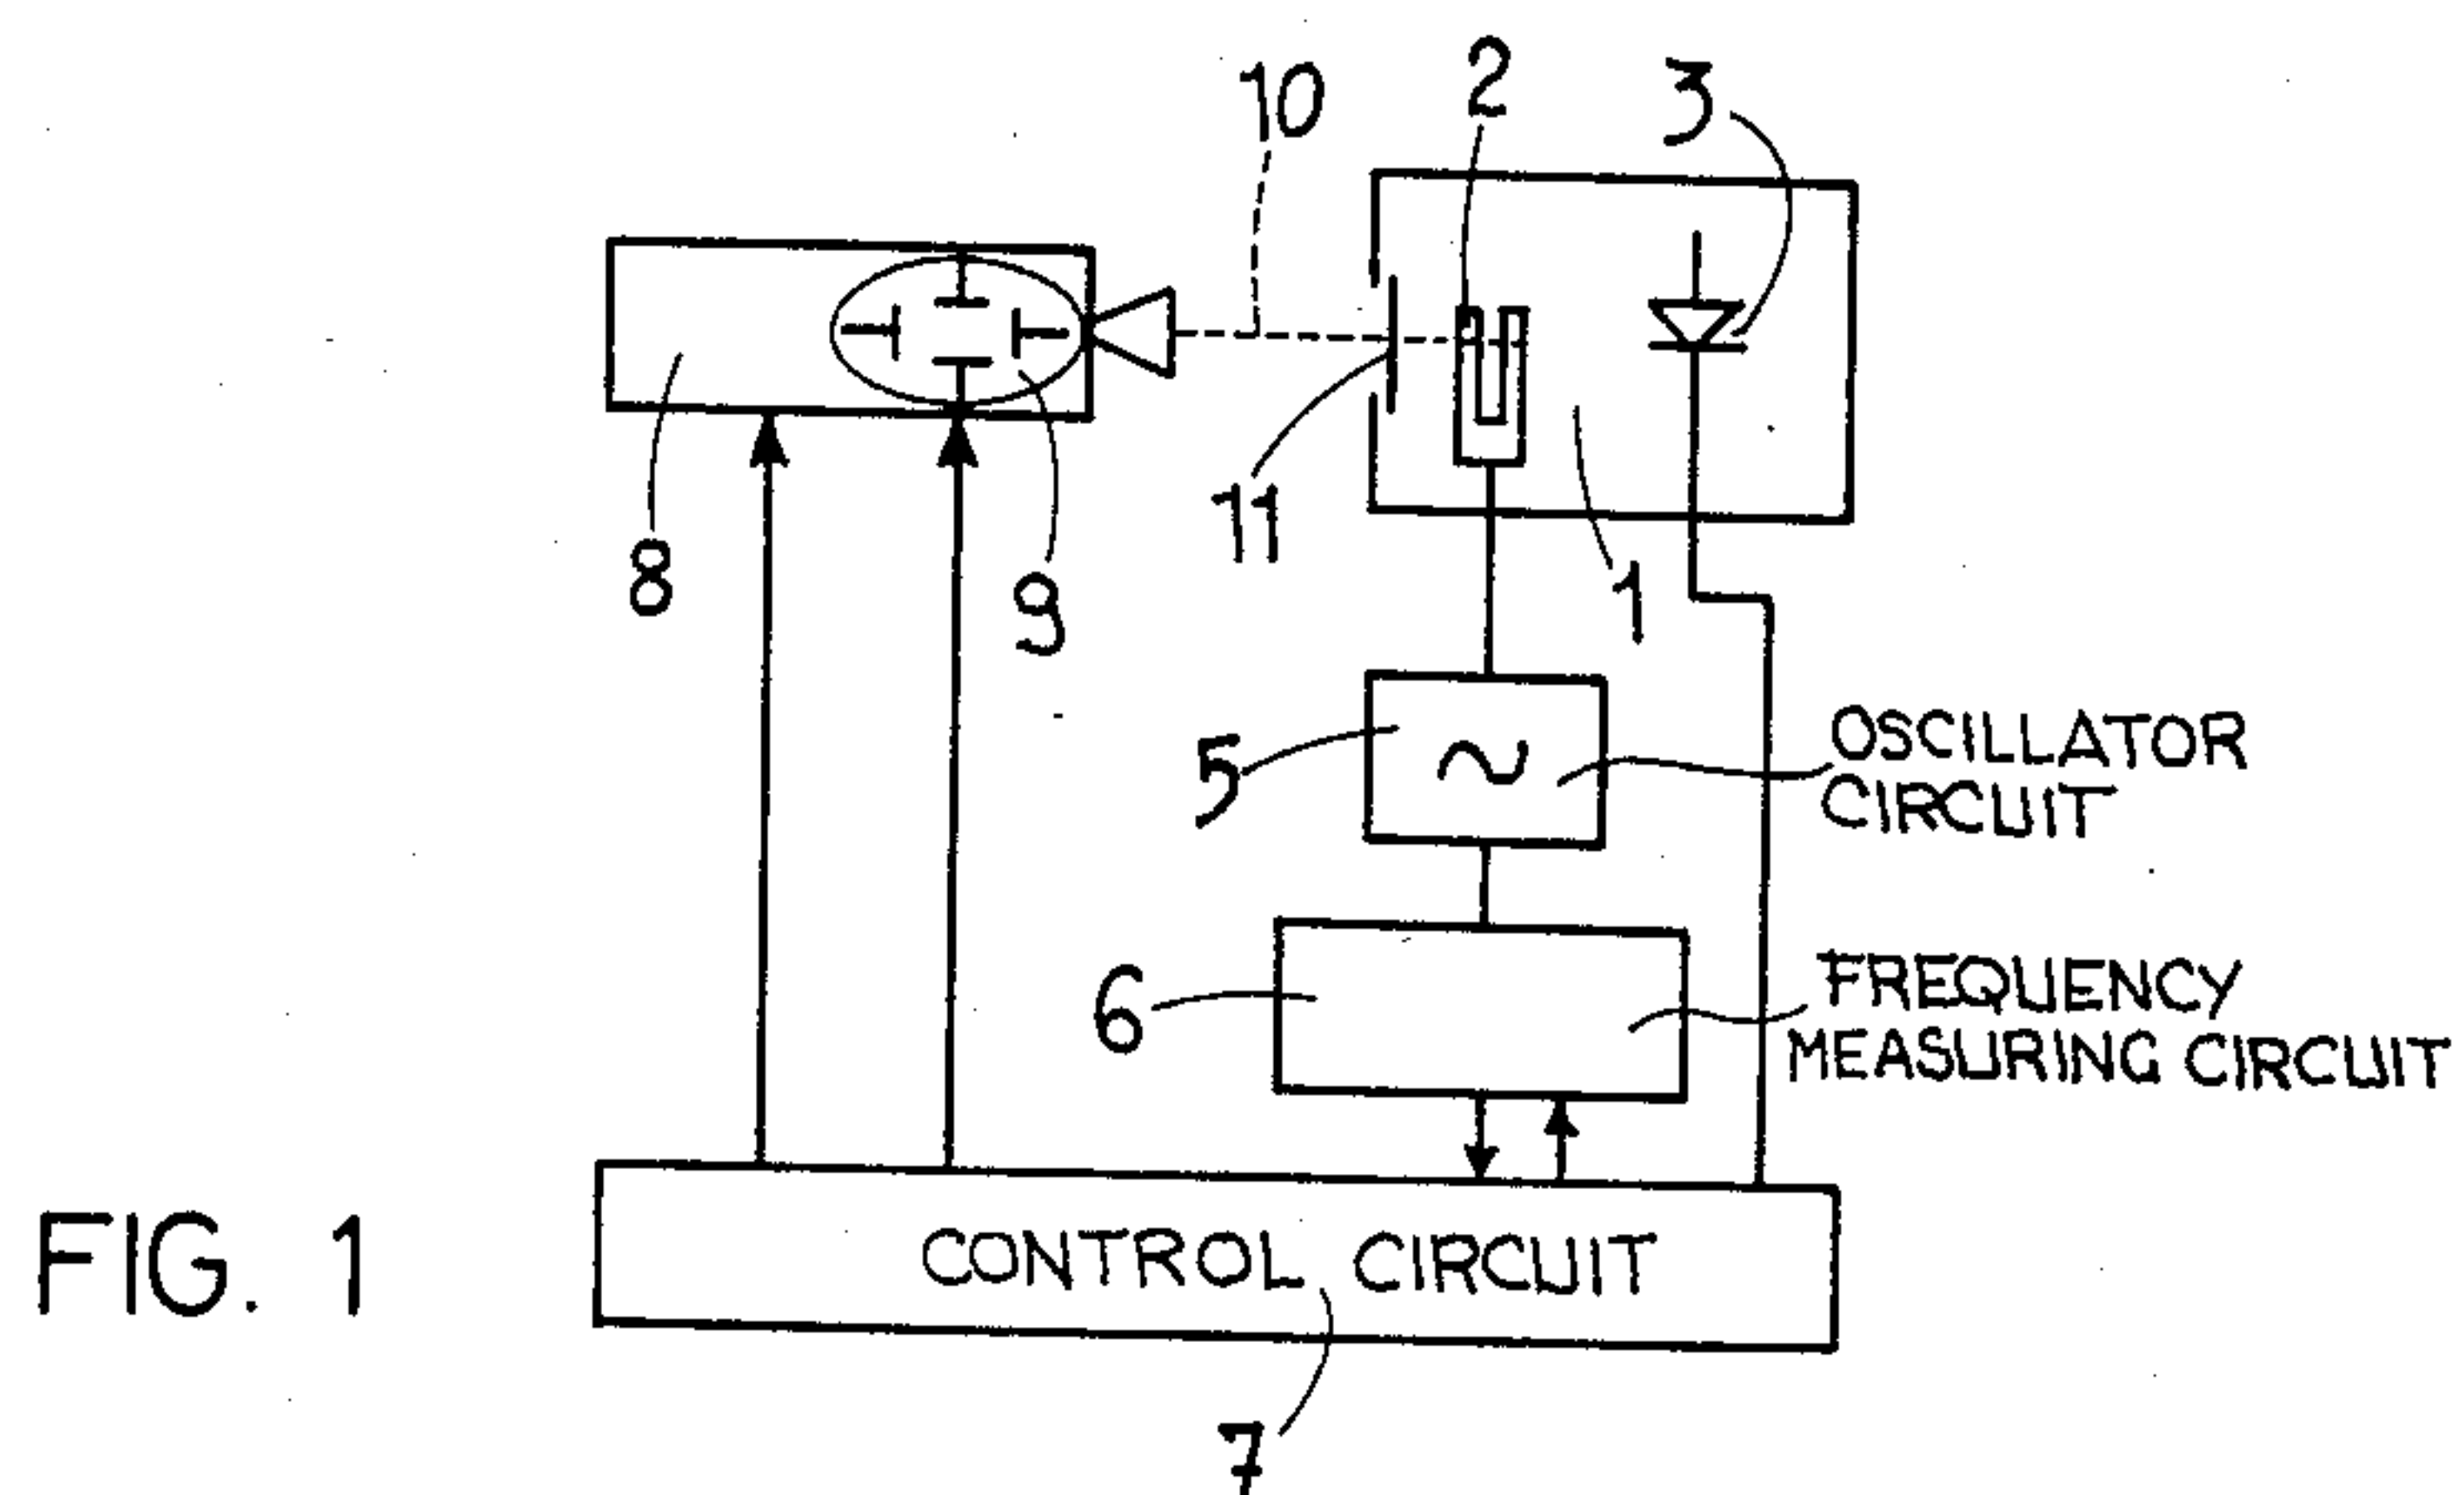 10
2
3
11
8
9
1
5
OSCILLATOR
CIRCUIT
6
FREQUENCY
MEASURING CIRCUIT
CONTROL CIRCUIT
FIG. 1
7